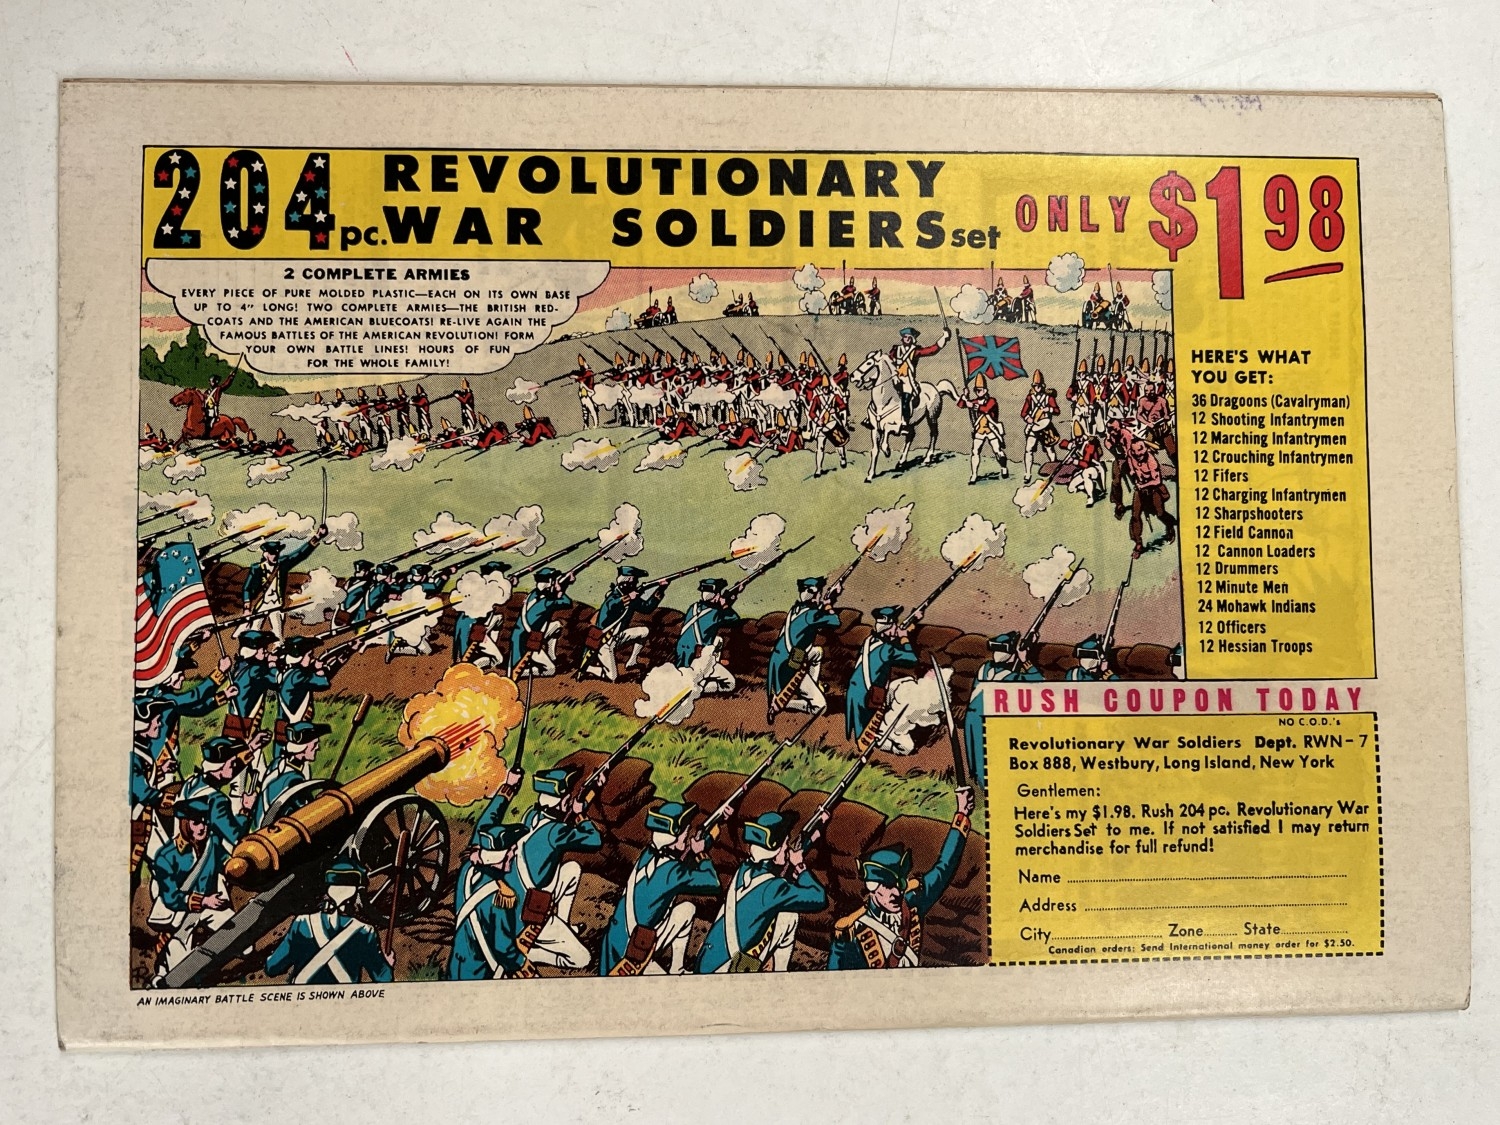 204 pc. REVOLUTIONARY
WAR SOLDIERS set
ONLY $1.98
2 COMPLETE ARMIES
EVERY PIECE OF PURE MOLDED PLASTIC—EACH ON ITS OWN BASE
UP TO 4" LONG! TWO COMPLETE ARMIES—THE BRITISH RED-
COATS AND THE AMERICAN BLUECOATS! RE-LIVE AGAIN THE
FAMOUS BATTLES OF THE AMERICAN REVOLUTION! FORM
YOUR OWN BATTLE LINES! HOURS OF FUN
FOR THE WHOLE FAMILY!
HERE'S WHAT
YOU GET:
36 Dragoons (Cavalryman)
12 Shooting Infantrymen
12 Marching Infantrymen
12 Crouching Infantrymen
12 Fifers
12 Charging Infantrymen
12 Sharpshooters
12 Field Cannon
12 Cannon Loaders
12 Drummers
12 Minute Men
24 Mohawk Indians
12 Officers
12 Hessian Troops
RUSH COUPON TODAY
NO C.O.D.'s
Revolutionary War Soldiers Dept. RWN-7
Box 888, Westbury, Long Island, New York
Gentlemen:
Here's my $1.98. Rush 204 pc. Revolutionary War
Soldiers Set to me. If not satisfied I may return
merchandise for full refund!
Name
Address
City Zone State
Canadian orders: Send International money order for $2.50.
AN IMAGINARY BATTLE SCENE IS SHOWN ABOVE